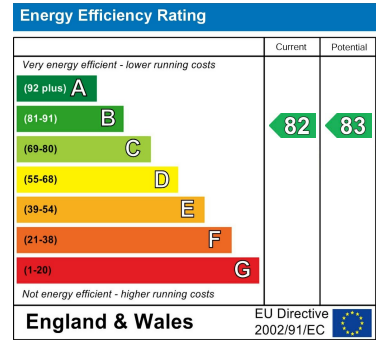 Energy Efficiency Rating
Current Potential
Very energy efficient - lower running costs
(92 plus) A
(81-91) B
82 83
(69-80) C
(55-68) D
(39-54) E
(21-38) F
(1-20) G
Not energy efficient - higher running costs
England & Wales
EU Directive
2002/91/EC